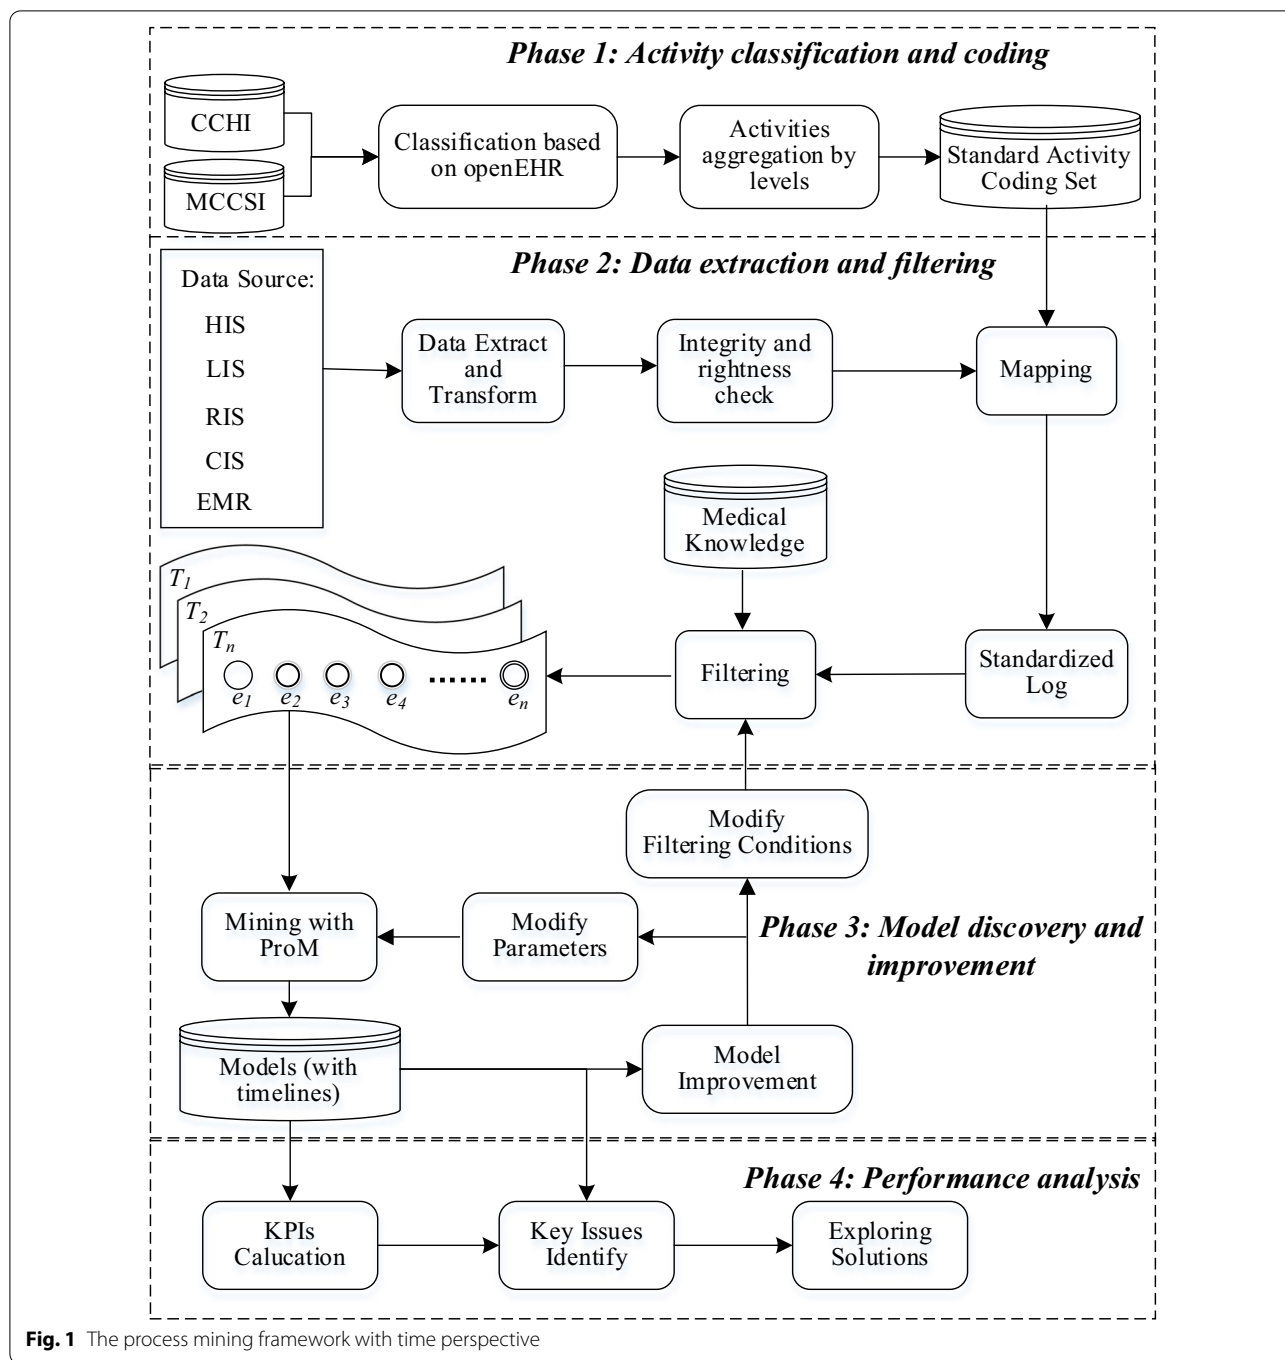 Phase 1: Activity classification and coding
CCHI
MCCSI
Classification based
on openEHR
Activities
aggregation by
levels
Standard Activity
Coding Set
Phase 2: Data extraction and filtering
Data Source:
HIS
LIS
RIS
CIS
EMR
Data Extract
and
Transform
Integrity and
rightness
check
Mapping
Medical
Knowledge
T1
T2
Tn
e1 e2 e3 e4 ...... en
Filtering
Standardized
Log
Modify
Filtering Conditions
Mining with
ProM
Modify
Parameters
Phase 3: Model discovery and
improvement
Models (with
timelines)
Model
Improvement
Phase 4: Performance analysis
KPIs
Calucation
Key Issues
Identify
Exploring
Solutions
Fig. 1 The process mining framework with time perspective